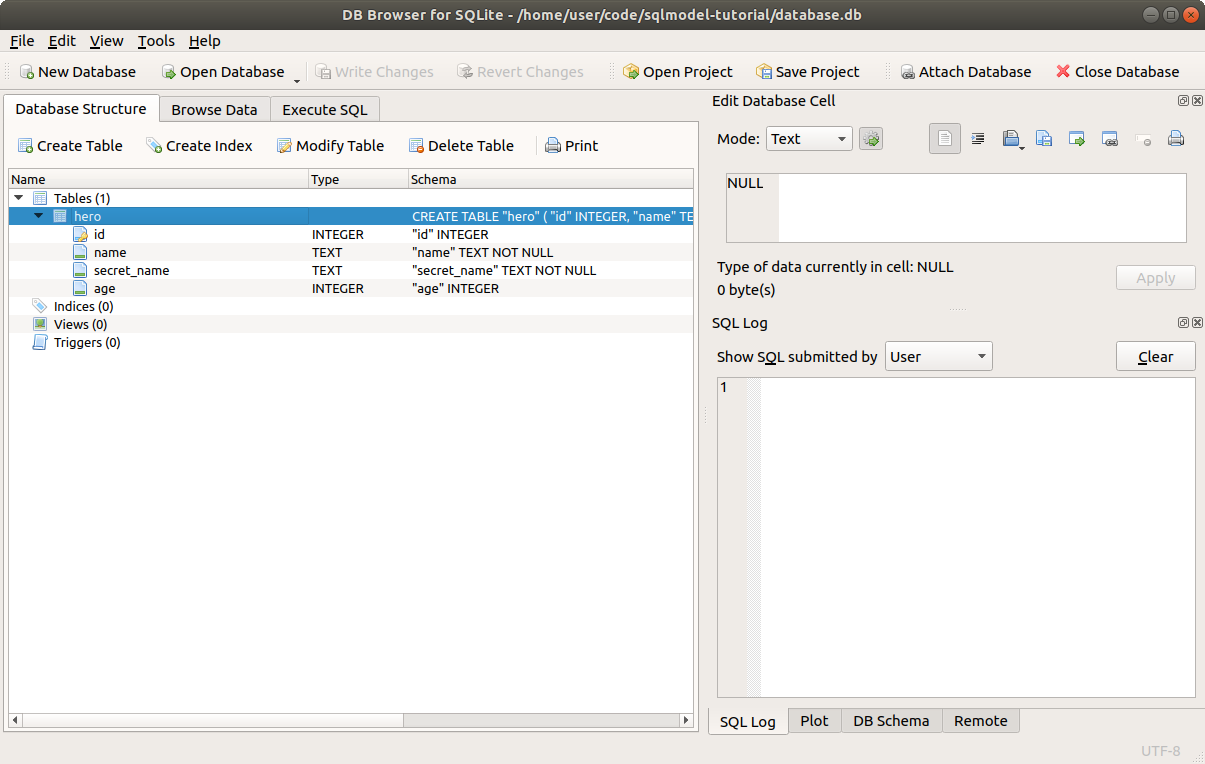 DB Browser for SQLite - /home/user/code/sqlmodel-tutorial/database.db
File Edit View Tools Help
New Database Open Database Write Changes Revert Changes Open Project Save Project Attach Database Close Database
Database Structure Browse Data Execute SQL
Create Table Create Index Modify Table Delete Table Print
Name Type Schema
Tables (1)
hero CREATE TABLE "hero" ( "id" INTEGER, "name" TE
id INTEGER "id" INTEGER
name TEXT "name" TEXT NOT NULL
secret_name TEXT "secret_name" TEXT NOT NULL
age INTEGER "age" INTEGER
Indices (0)
Views (0)
Triggers (0)
Edit Database Cell
Mode: Text
NULL
Type of data currently in cell: NULL
0 byte(s)
Apply
SQL Log
Show SQL submitted by User Clear
1
SQL Log Plot DB Schema Remote
UTF-8